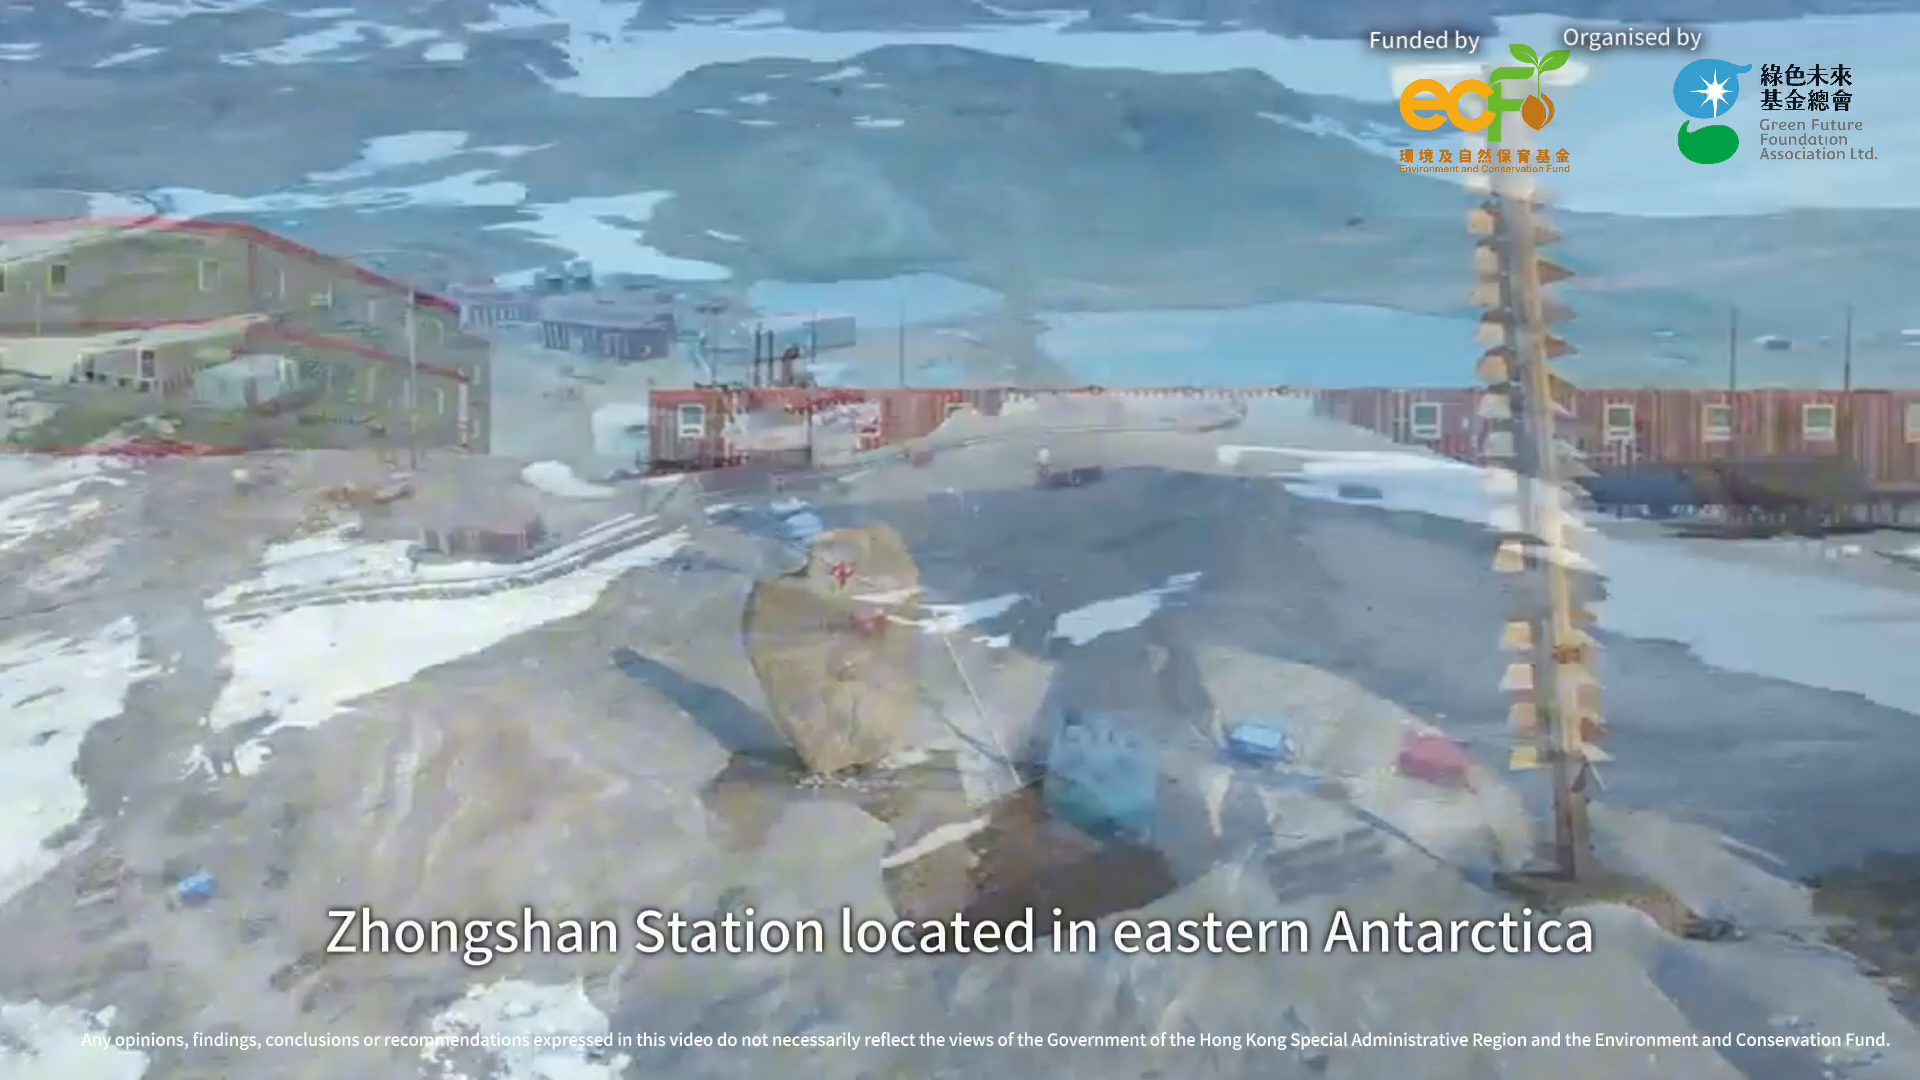 Funded by
Organised by
ecf
環境及自然保育基金
Environment and Conservation Fund
綠色未來
基金總會
Green Future
Foundation
Association Ltd.
Zhongshan Station located in eastern Antarctica
Any opinions, findings, conclusions or recommendations expressed in this video do not necessarily reflect the views of the Government of the Hong Kong Special Administrative Region and the Environment and Conservation Fund.